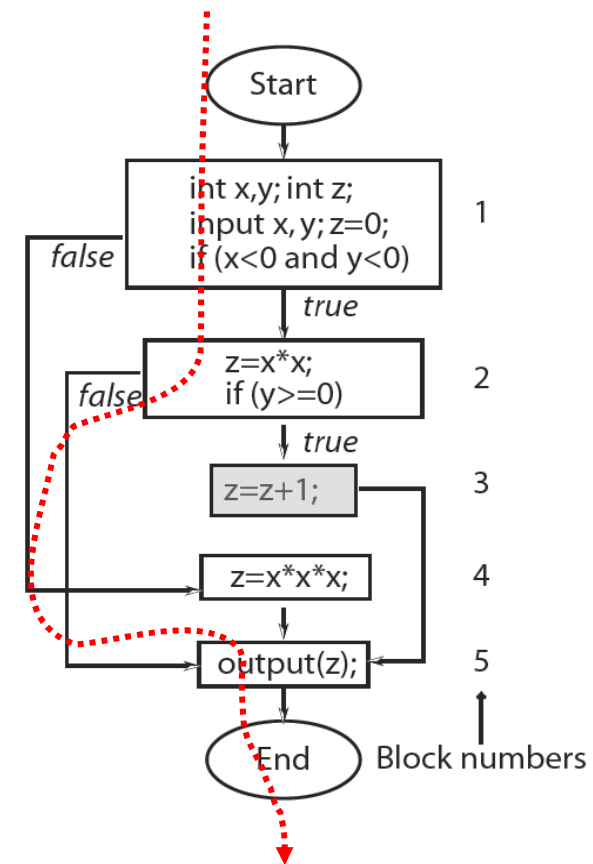 Start
int x,y; int z;
input x, y; z=0;
if (x<0 and y<0)
1
false
true
z=x*x;
if (y>=0)
2
false
true
z=z+1;
3
z=x*x*x;
4
output(z);
5
End
Block numbers